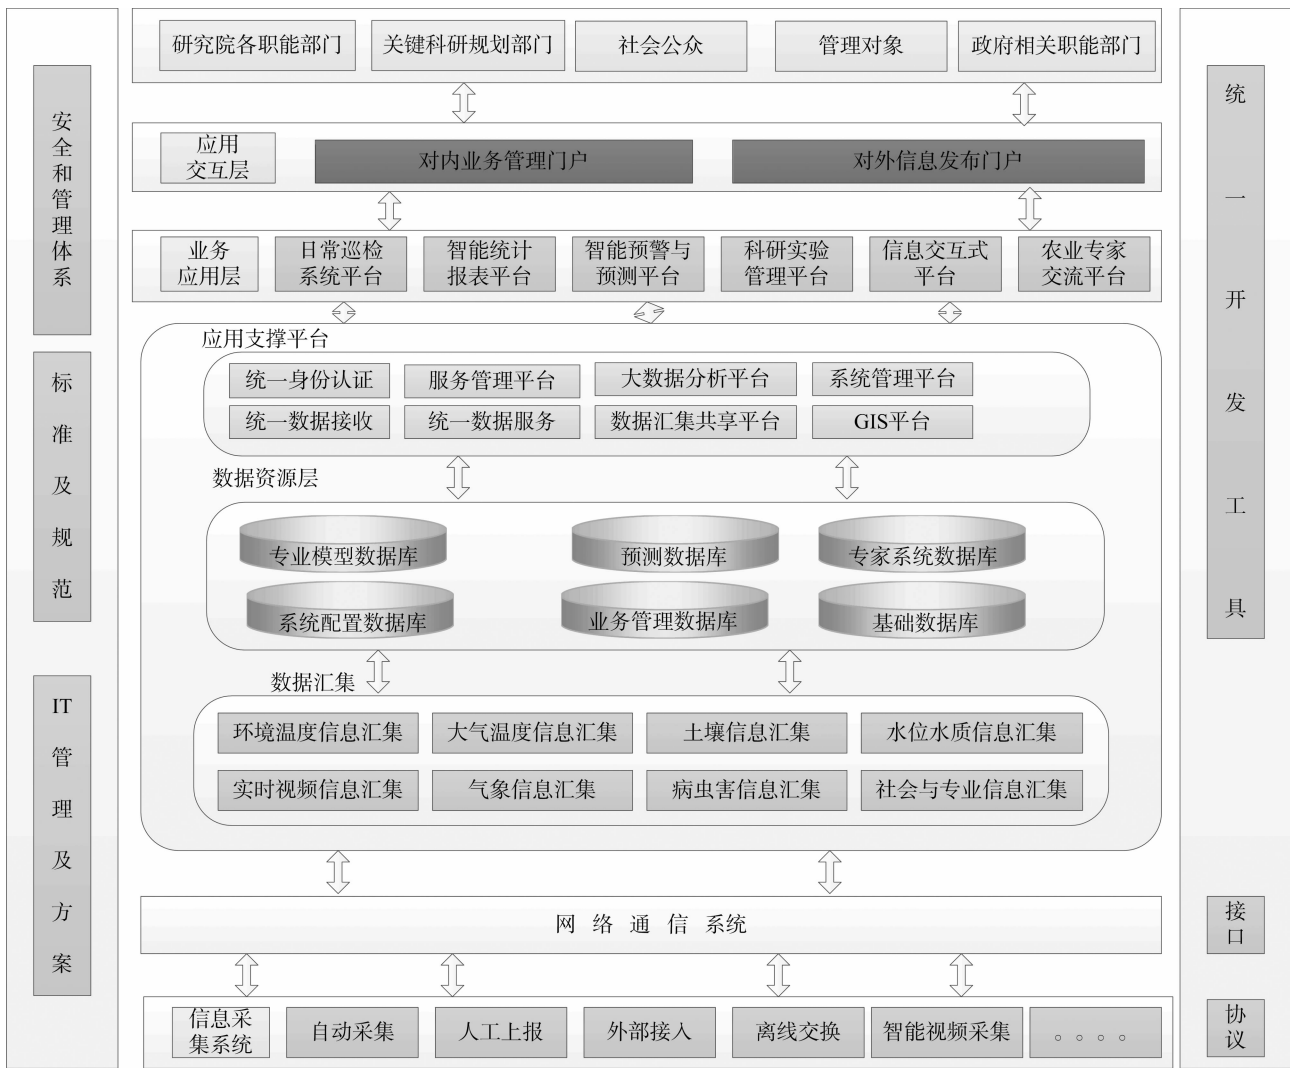 研究院各职能部门
关键科研规划部门
社会公众
管理对象
政府相关职能部门
应用
交互层
对内业务管理门户
对外信息发布门户
业务
应用层
日常巡检
系统平台
智能统计
报表平台
智能预警与
预测平台
科研实验
管理平台
信息交互式
平台
农业专家
交流平台
应用支撑平台
统一身份认证
服务管理平台
大数据分析平台
系统管理平台
统一数据接收
统一数据服务
数据汇集共享平台
GIS平台
数据资源层
专业模型数据库
预测数据库
专家系统数据库
系统配置数据库
业务管理数据库
基础数据库
数据汇集
环境温度信息汇集
大气温度信息汇集
土壤信息汇集
水位水质信息汇集
实时视频信息汇集
气象信息汇集
病虫害信息汇集
社会与专业信息汇集
网络通信系统
信息采
集系统
自动采集
人工上报
外部接入
离线交换
智能视频采集
。。。。
安全和管理体系
标准及规范
IT管理及方案
统一开发工具
接口
协议